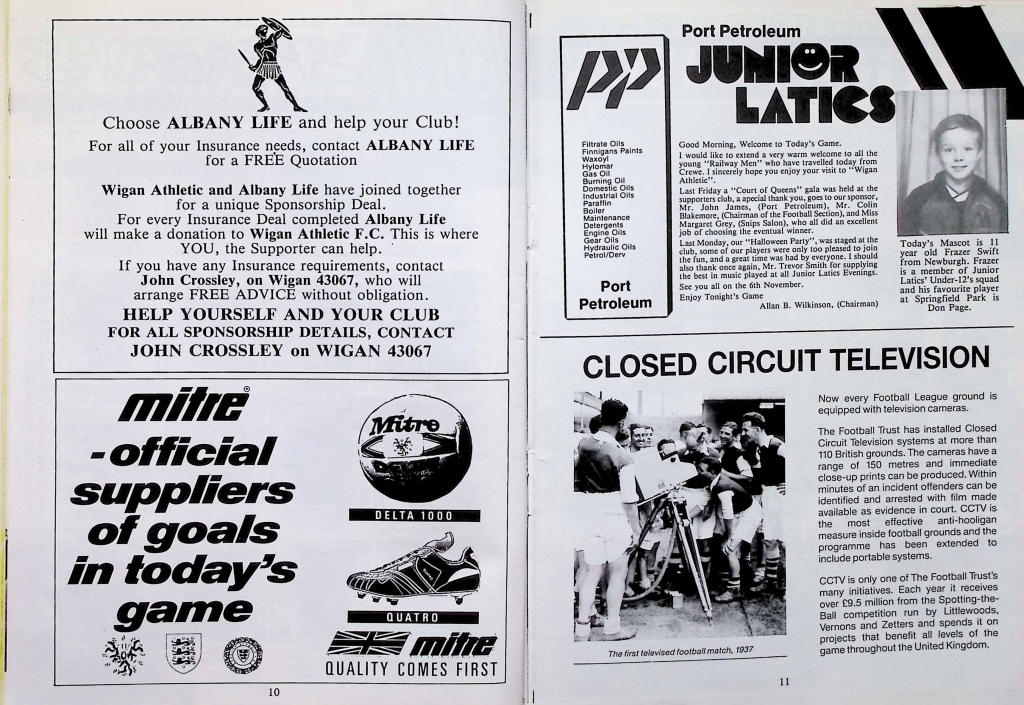 Choose ALBANY LIFE and help your Club!
For all of your Insurance needs, contact ALBANY LIFE
for a FREE Quotation
Wigan Athletic and Albany Life have joined together
for a unique Sponsorship Deal.
For every Insurance Deal completed Albany Life
will make a donation to Wigan Athletic F.C. This is where
YOU, the Supporter can help.
If you have any Insurance requirements, contact
John Crossley, on Wigan 43067, who will
arrange FREE ADVICE without obligation.
HELP YOURSELF AND YOUR CLUB
FOR ALL SPONSORSHIP DETAILS, CONTACT
JOHN CROSSLEY on WIGAN 43067
mitre®
-official
suppliers
of goals
in today's
game
Mitre
DELTA 1000
QUATRO
mitre
QUALITY COMES FIRST
10
Port Petroleum
JUNIOR
LATICS
pp
Filtrate Oils
Finnigans Paints
Waxoyl
Hylomar
Gas Oil
Burning Oil
Domestic Oils
Industrial Oils
Paraffin
Boiler
Maintenance
Detergents
Engine Oils
Gear Oils
Hydraulic Oils
Petrol/Derv
Port
Petroleum
Good Morning, Welcome to Today's Game.
I would like to extend a very warm welcome to all the
young "Railway Men" who have travelled today from
Crewe. I sincerely hope you enjoy your visit to "Wigan
Athletic".
Last Friday a "Court of Queens" gala was held at the
supporters club, a apecial thank you, goes to our sponsor,
Mr. John James, (Port Petroleum), Mr. Colin
Blakemore, (Chairman of the Football Section), and Miss
Margaret Grey, (Snips Salon), who all did an excellent
job of choosing the eventual winner.
Last Monday, our "Halloween Party", was staged at the
club, some of our players were only too pleased to join
the fun, and a great time was had by everyone. I should
also thank once again, Mr. Trevor Smith for supplying
the best in music played at all Junior Latics Evenings.
See you all on the 6th November.
Enjoy Tonight's Game
Allan B. Wilkinson, (Chairman)
Today's Mascot is 11
year old Frazer Swift
from Newburgh. Frazer
is a member of Junior
Latics' Under-12's squad
and his favourite player
at Springfield Park is
Don Page.
CLOSED CIRCUIT TELEVISION
The first televised football match, 1937
Now every Football League ground is
equipped with television cameras.
The Football Trust has installed Closed
Circuit Television systems at more than
110 British grounds. The cameras have a
range of 150 metres and immediate
close-up prints can be produced. Within
minutes of an incident offenders can be
identified and arrested with film made
available as evidence in court. CCTV is
the most effective anti-hooligan
measure inside football grounds and the
programme has been extended to
include portable systems.
CCTV is only one of The Football Trust's
many initiatives. Each year it receives
over £9.5 million from the Spotting-the-
Ball competition run by Littlewoods,
Vernons and Zetters and spends it on
projects that benefit all levels of the
game throughout the United Kingdom.
11